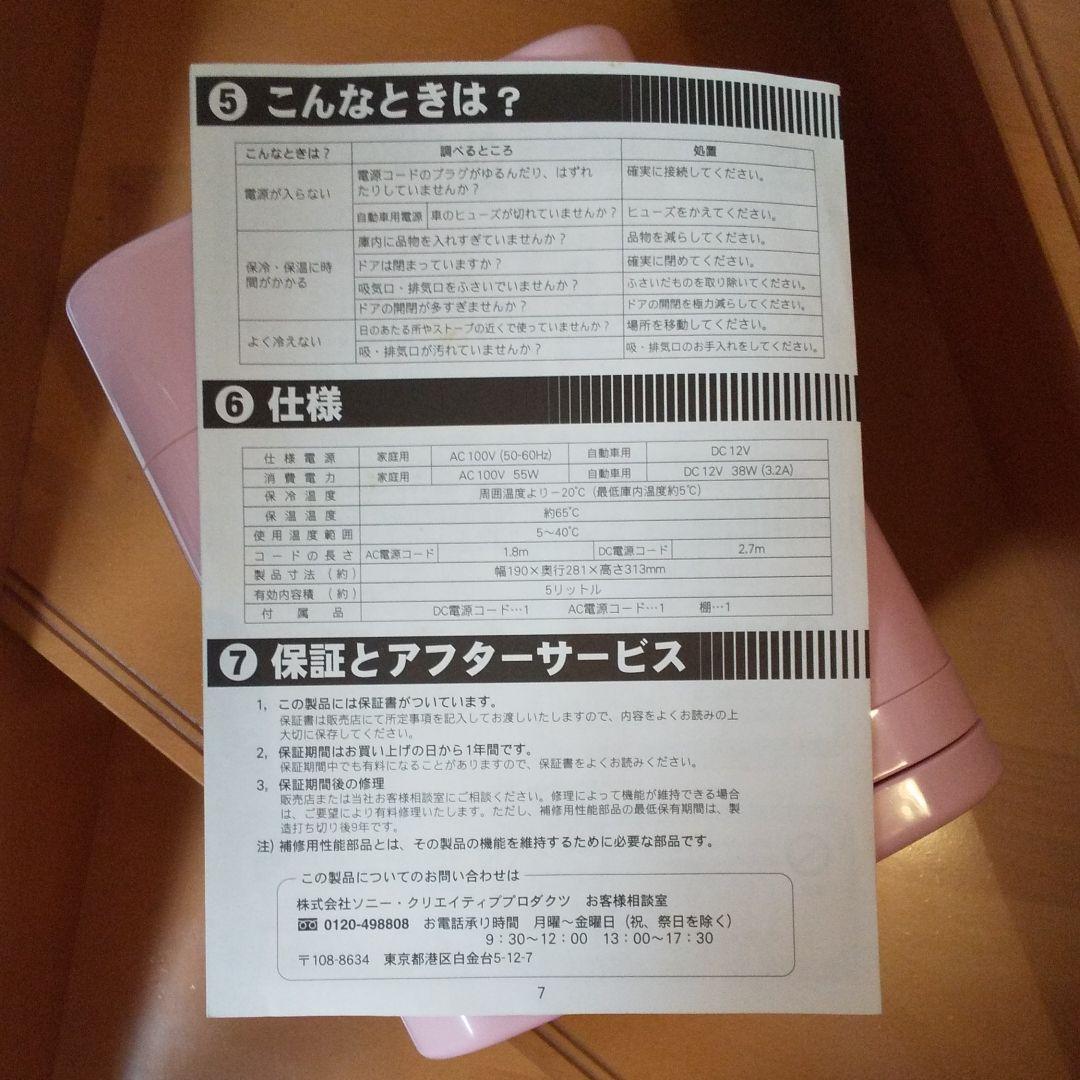 5 こんなときは？
こんなときは？ 調べるところ 処置
電源が入らない 電源コードのプラグがゆるんだり、はずれたりしていませんか？ 確実に接続してください。
自動車用電源 車のヒューズが切れていませんか？ ヒューズをかえてください。
保冷・保温に時間がかかる 庫内に品物を入れすぎていませんか？ 品物を減らしてください。
ドアは閉まっていますか？ 確実に閉めてください。
吸気口・排気口をふさいでいませんか？ ふさいだものを取り除いてください。
ドアの開閉が多すぎませんか？ ドアの開閉を極力減らしてください。
よく冷えない 日のあたる所やストーブの近くで使っていませんか？ 場所を移動してください。
吸・排気口が汚れていませんか？ 吸・排気口のお手入れをしてください。
6 仕様
仕様電源 家庭用 AC100V (50-60Hz) 自動車用 DC12V
消費電力 家庭用 AC100V 55W 自動車用 DC12V 38W (3.2A)
保冷温度 周囲温度より－20℃（最低庫内温度約5℃）
保温温度 約65℃
使用温度範囲 5～40℃
コードの長さ AC電源コード 1.8m DC電源コード 2.7m
製品寸法（約） 幅190×奥行281×高さ313mm
有効内容積（約） 5リットル
付属品 DC電源コード…1 AC電源コード…1 棚…1
7 保証とアフターサービス
1, この製品には保証書がついています。
保証書は販売店にて所定事項を記入してお渡しいたしますので、内容をよくお読みの上
大切に保存してください。
2, 保証期間はお買い上げの日から1年間です。
保証期間中でも有料になることがありますので、保証書をよくお読みください。
3, 保証期間後の修理
販売店または当社お客様相談室にご相談ください。修理によって機能が維持できる場合
は、ご要望により有料修理いたします。ただし、補修用性能部品の最低保有期間は、製
造打ち切り後9年です。
注) 補修用性能部品とは、その製品の機能を維持するために必要な部品です。
この製品についてのお問い合わせは
株式会社ソニー・クリエイティブプロダクツ お客様相談室
0120-498808 お電話承り時間 月曜～金曜日（祝、祭日を除く）
9：30～12：00 13：00～17：30
〒108-8634 東京都港区白金台5-12-7
7